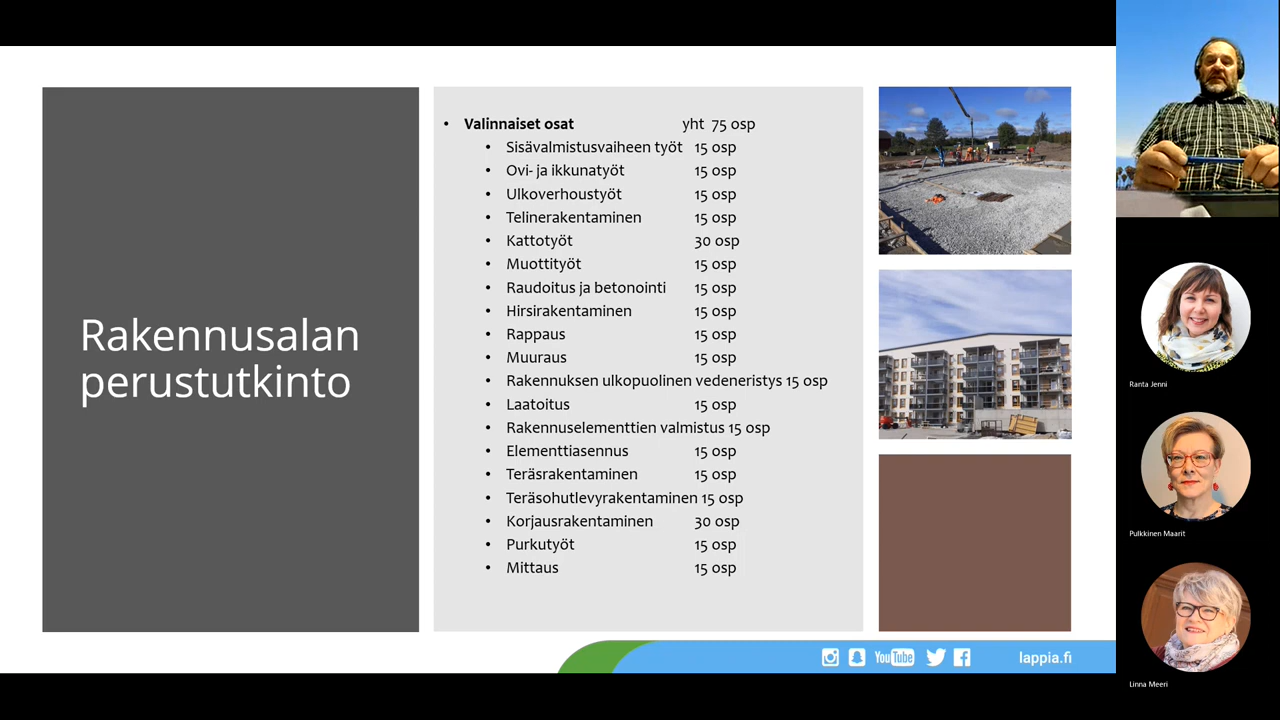 Rakennusalan
perustutkinto
• Valinnaiset osat yht 75 osp
• Sisävalmistusvaiheen työt 15 osp
• Ovi- ja ikkunatyöt 15 osp
• Ulkoverhoustyöt 15 osp
• Telinerakentaminen 15 osp
• Kattotyöt 30 osp
• Muottityöt 15 osp
• Raudoitus ja betonointi 15 osp
• Hirsirakentaminen 15 osp
• Rappaus 15 osp
• Muuraus 15 osp
• Rakennuksen ulkopuolinen vedeneristys 15 osp
• Laatoitus 15 osp
• Rakennuselementtien valmistus 15 osp
• Elementtiasennus 15 osp
• Teräsrakentaminen 15 osp
• Teräsohutlevyrakentaminen 15 osp
• Korjausrakentaminen 30 osp
• Purkutyöt 15 osp
• Mittaus 15 osp
YouTube
lappia.fi
Ranta Jenni
Pulkkinen Maarit
Linna Meeri